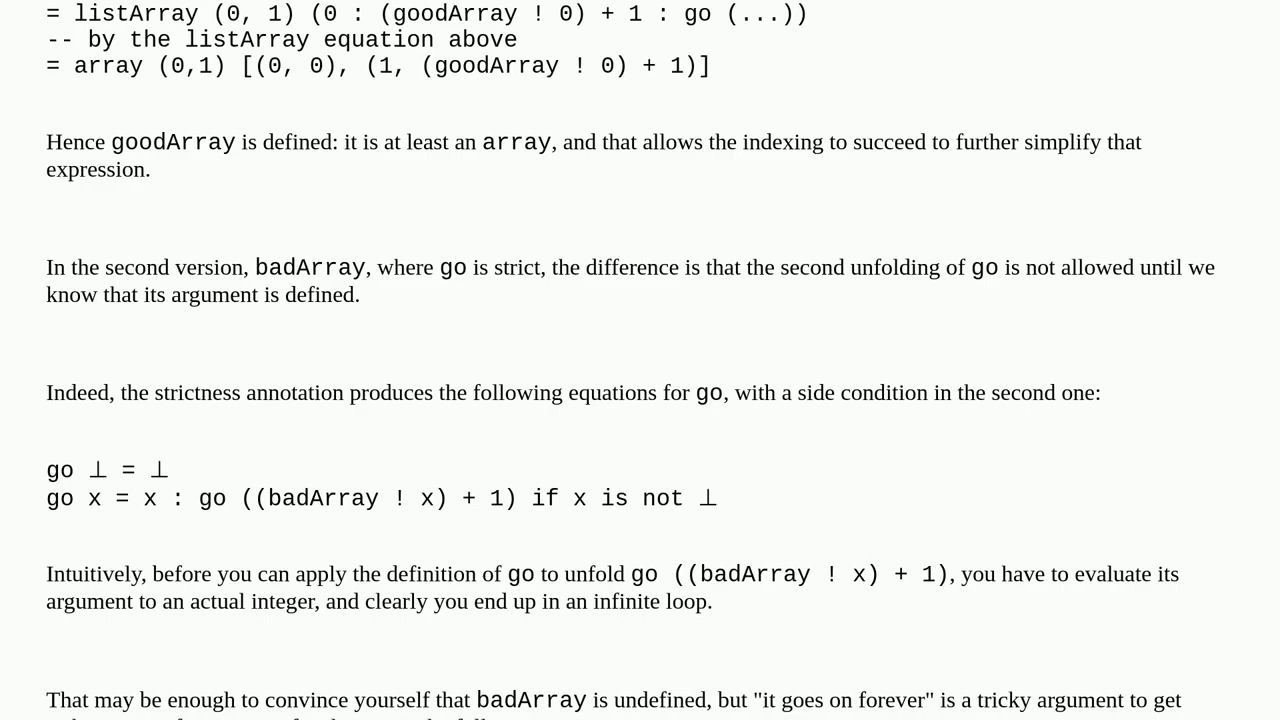 = listArray (0, 1) (0 : (goodArray ! 0) + 1 : go (...))
-- by the listArray equation above
= array (0,1) [(0, 0), (1, (goodArray ! 0) + 1)]
Hence goodArray is defined: it is at least an array, and that allows the indexing to succeed to further simplify that
expression.
In the second version, badArray, where go is strict, the difference is that the second unfolding of go is not allowed until we
know that its argument is defined.
Indeed, the strictness annotation produces the following equations for go, with a side condition in the second one:
go ⊥ = ⊥
go x = x : go ((badArray ! x) + 1) if x is not ⊥
Intuitively, before you can apply the definition of go to unfold go ((badArray ! x) + 1), you have to evaluate its
argument to an actual integer, and clearly you end up in an infinite loop.
That may be enough to convince yourself that badArray is undefined, but "it goes on forever" is a tricky argument to get